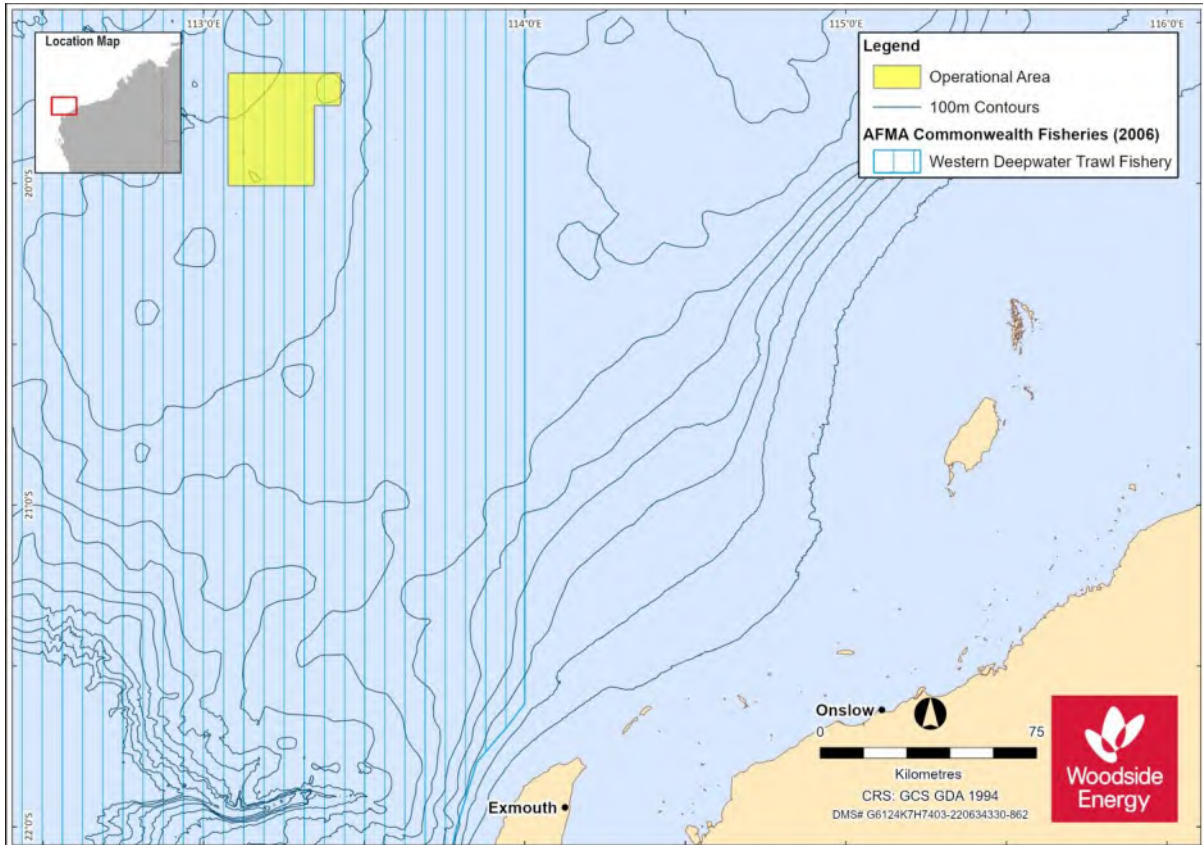 113°0'E
114°0'E
115°0'E
116°0'E
Location Map
Legend
Operational Area
100m Contours
AFMA Commonwealth Fisheries (2006)
Western Deepwater Trawl Fishery
20°0'S
21°0'S
22°0'S
Onslow
Exmouth
0
75
Kilometres
CRS: GCS GDA 1994
DMS# G6124K7H7403-220634330-862
Woodside
Energy